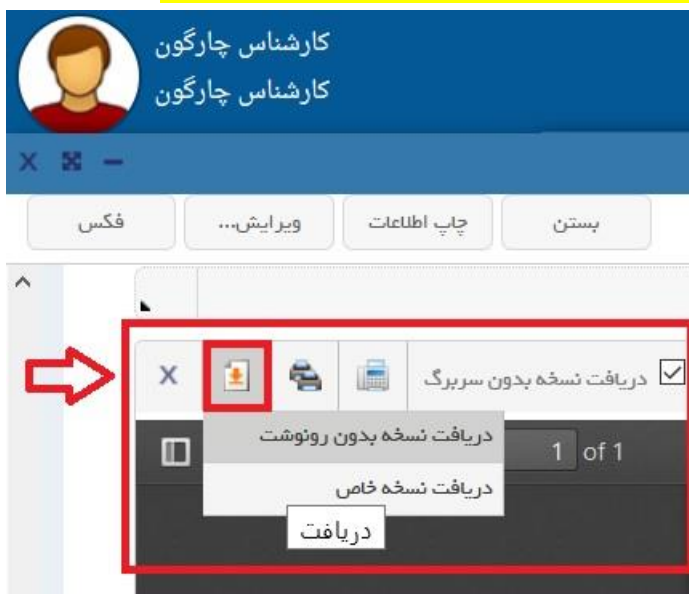 کارشناس چارگون
کارشناس چارگون
بستن
چاپ اطلاعات
ویرایش...
فکس
دریافت نسخه بدون سربرگ
دریافت نسخه بدون رونوشت
1 of 1
دریافت نسخه خاص
دریافت